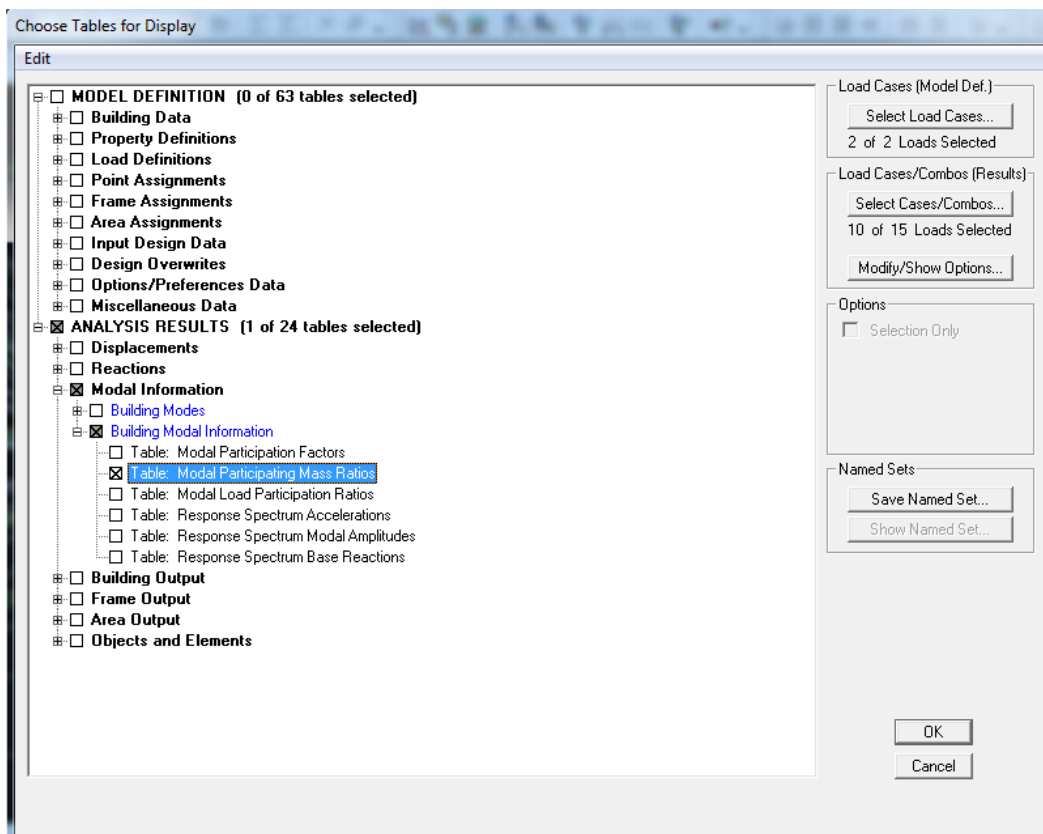 Choose Tables for Display
Edit
MODEL DEFINITION (0 of 63 tables selected)
Building Data
Property Definitions
Load Definitions
Point Assignments
Frame Assignments
Area Assignments
Input Design Data
Design Overwrites
Options/Preferences Data
Miscellaneous Data
ANALYSIS RESULTS (1 of 24 tables selected)
Displacements
Reactions
Modal Information
Building Modes
Building Modal Information
Table: Modal Participation Factors
Table: Modal Participating Mass Ratios
Table: Modal Load Participation Ratios
Table: Response Spectrum Accelerations
Table: Response Spectrum Modal Amplitudes
Table: Response Spectrum Base Reactions
Building Output
Frame Output
Area Output
Objects and Elements
Load Cases (Model Def.)
Select Load Cases...
2 of 2 Loads Selected
Load Cases/Combos (Results)
Select Cases/Combos...
10 of 15 Loads Selected
Modify/Show Options...
Options
Selection Only
Named Sets
Save Named Set...
Show Named Set...
OK
Cancel